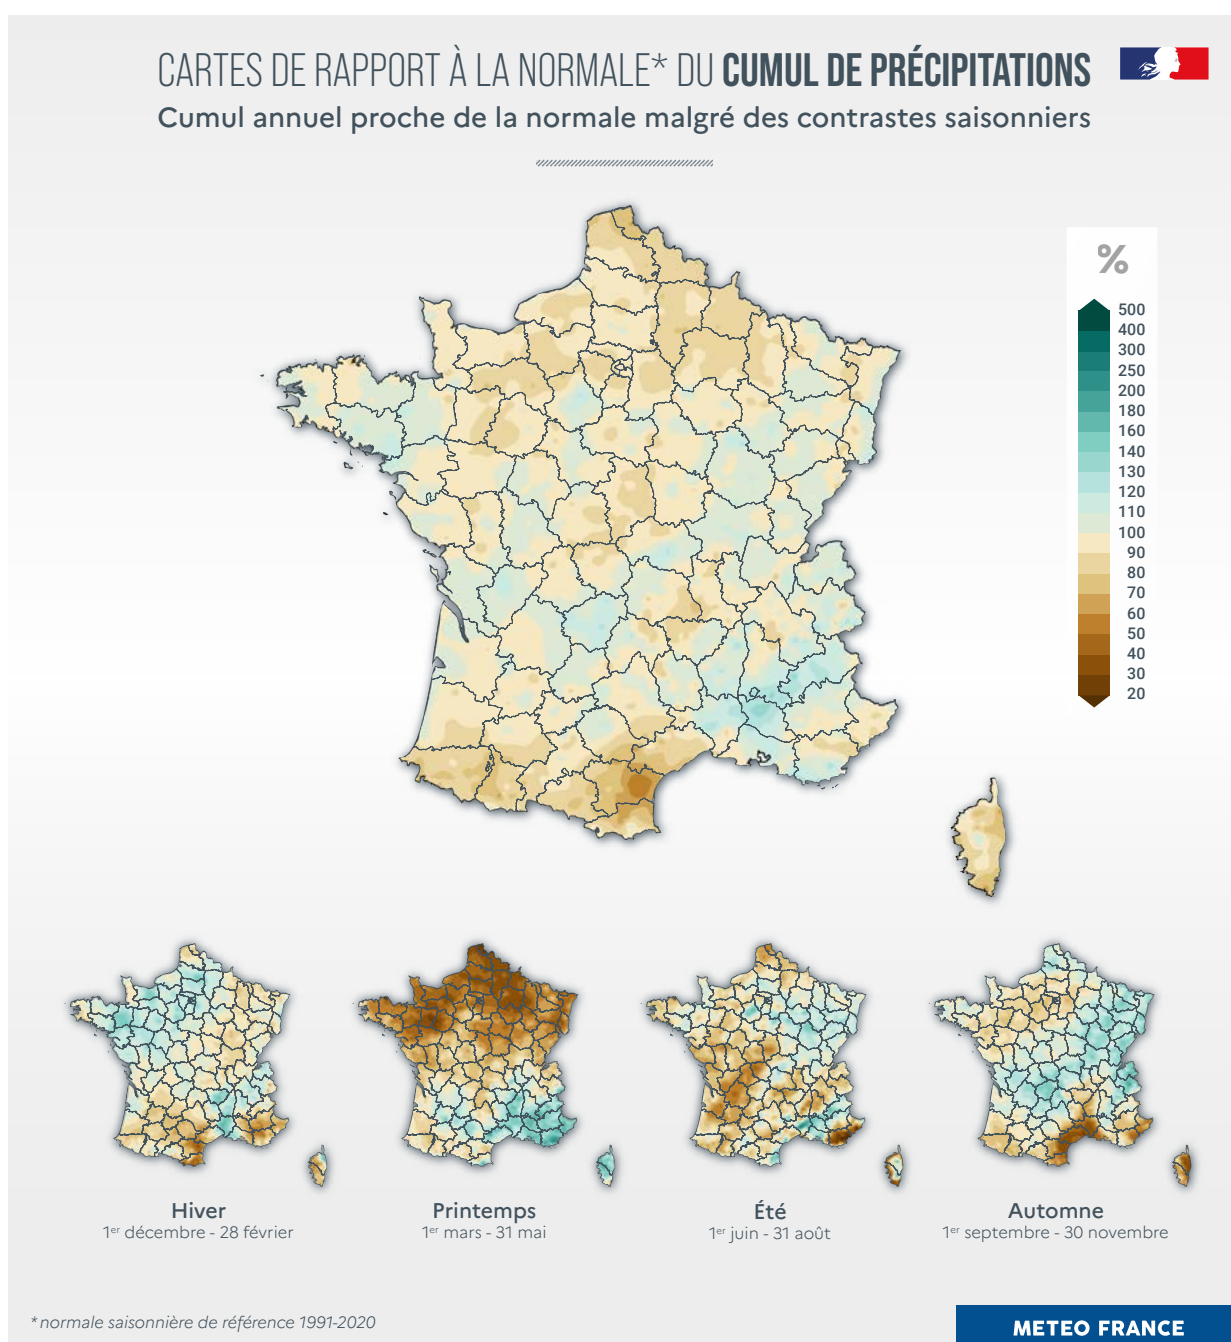 CARTES DE RAPPORT À LA NORMALE* DU CUMUL DE PRÉCIPITATIONS
Cumul annuel proche de la normale malgré des contrastes saisonniers
%
500
400
300
250
200
180
160
140
130
120
110
100
90
80
70
60
50
40
30
20
Hiver
1er décembre - 28 février
Printemps
1er mars - 31 mai
Été
1er juin - 31 août
Automne
1er septembre - 30 novembre
*normale saisonnière de référence 1991-2020
METEO FRANCE